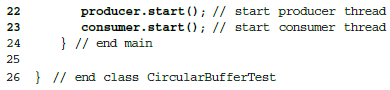 22 producer.start(); // start producer thread
23 consumer.start(); // start consumer thread
24 } // end main
25
26 } // end class CircularBufferTest